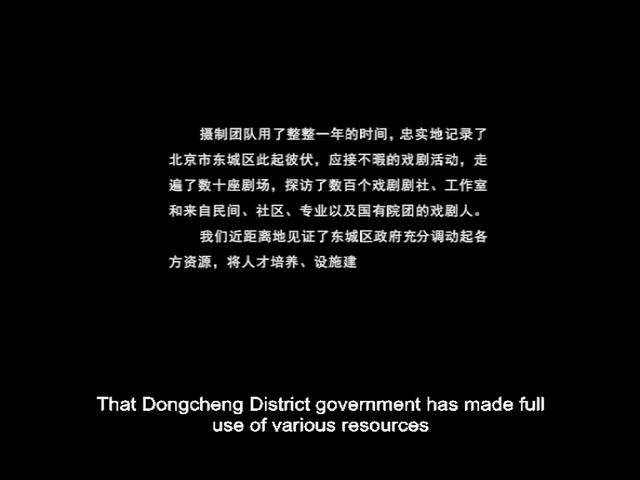 摄制团队用了整整一年的时间，忠实地记录了
北京市东城区此起彼伏，应接不暇的戏剧活动，走
遍了数十座剧场，探访了数百个戏剧剧社、工作室
和来自民间、社区、专业以及国有院团的戏剧人。
我们近距离地见证了东城区政府充分调动起各
方资源，将人才培养、设施建
That Dongcheng District government has made full
use of various resources